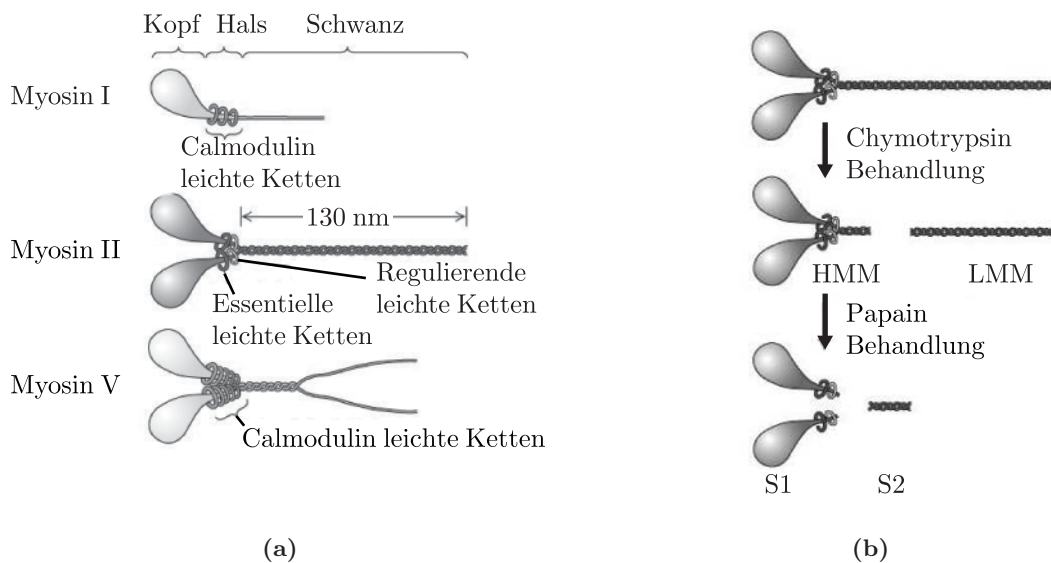 Kopf Hals Schwanz
Myosin I
Calmodulin
leichte Ketten
130 nm
Myosin II
Regulierende
leichte Ketten
Essentielle
leichte Ketten
Myosin V
Calmodulin leichte Ketten
(a)
Chymotrypsin
Behandlung
HMM LMM
Papain
Behandlung
S1 S2
(b)